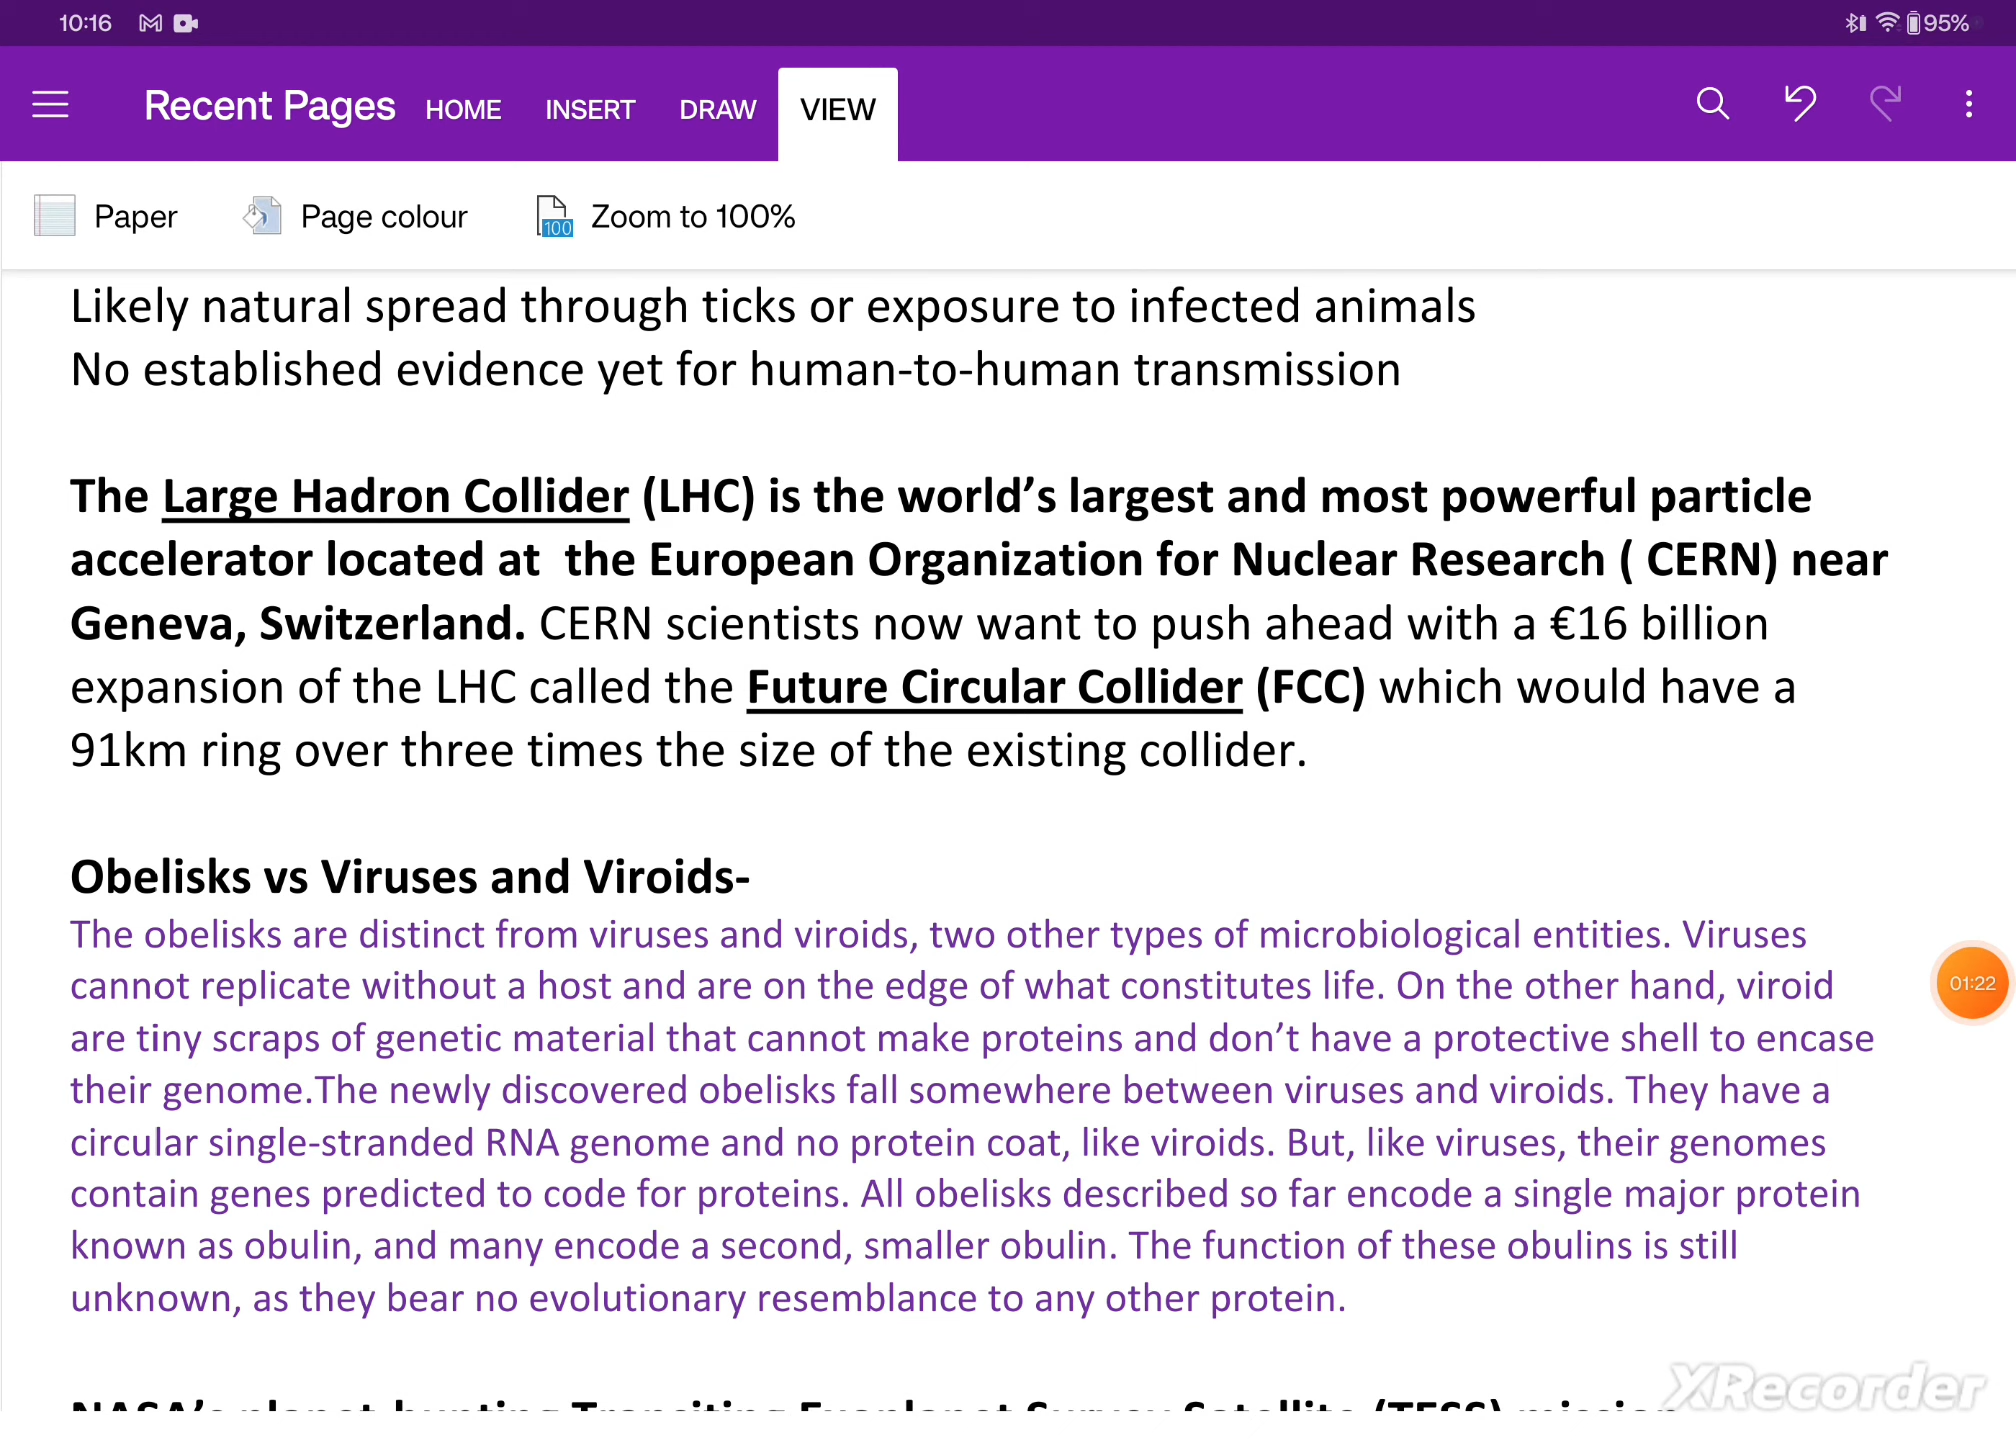 10:16
95%
Recent Pages HOME INSERT DRAW VIEW
Paper Page colour 100 Zoom to 100%
Likely natural spread through ticks or exposure to infected animals
No established evidence yet for human-to-human transmission
The Large Hadron Collider (LHC) is the world’s largest and most powerful particle
accelerator located at  the European Organization for Nuclear Research ( CERN) near
Geneva, Switzerland. CERN scientists now want to push ahead with a €16 billion
expansion of the LHC called the Future Circular Collider (FCC) which would have a
91km ring over three times the size of the existing collider.
Obelisks vs Viruses and Viroids-
The obelisks are distinct from viruses and viroids, two other types of microbiological entities. Viruses
cannot replicate without a host and are on the edge of what constitutes life. On the other hand, viroid
are tiny scraps of genetic material that cannot make proteins and don’t have a protective shell to encase
their genome.The newly discovered obelisks fall somewhere between viruses and viroids. They have a
circular single-stranded RNA genome and no protein coat, like viroids. But, like viruses, their genomes
contain genes predicted to code for proteins. All obelisks described so far encode a single major protein
known as obulin, and many encode a second, smaller obulin. The function of these obulins is still
unknown, as they bear no evolutionary resemblance to any other protein.
01:22
NASA’s planet-hunting Transiting Exoplanet Survey Satellite (TESS) mission
XRecorder